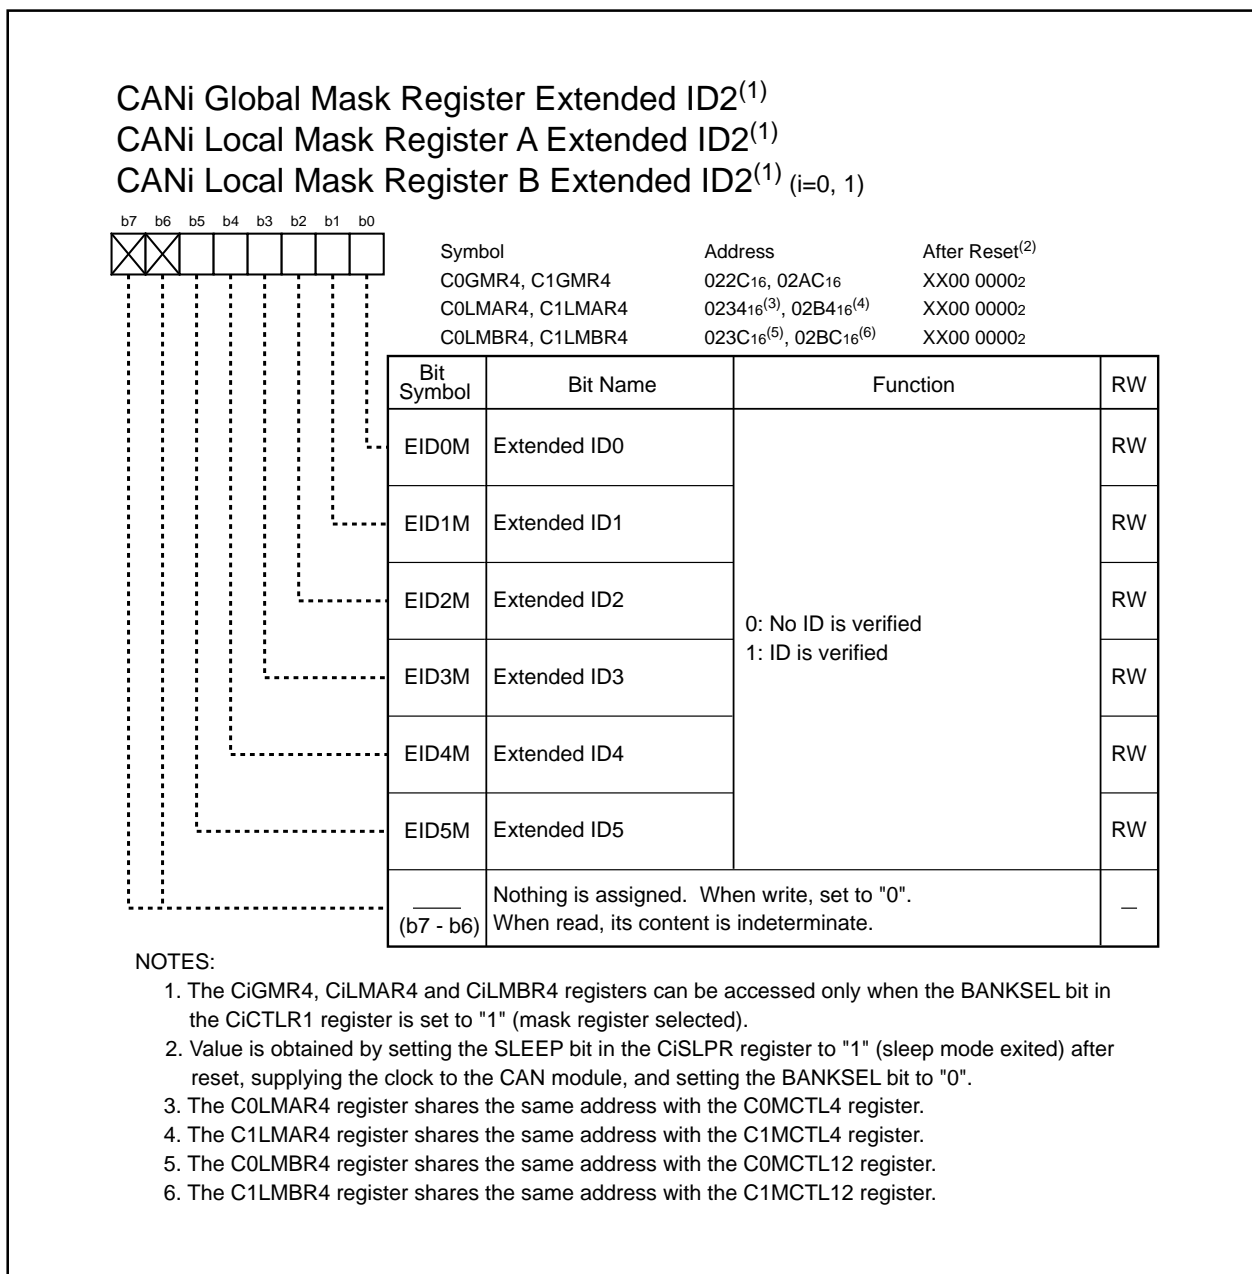 CANi Global Mask Register Extended ID2(1)
CANi Local Mask Register A Extended ID2(1)
CANi Local Mask Register B Extended ID2(1) (i=0, 1)
b7 b6 b5 b4 b3 b2 b1 b0
Symbol Address After Reset(2)
C0GMR4, C1GMR4 022C16, 02AC16 XX00 00002
C0LMAR4, C1LMAR4 023416(3), 02B416(4) XX00 00002
C0LMBR4, C1LMBR4 023C16(5), 02BC16(6) XX00 00002
Bit Symbol Bit Name Function RW
EID0M Extended ID0 RW
EID1M Extended ID1 RW
EID2M Extended ID2 RW
0: No ID is verified
1: ID is verified
EID3M Extended ID3 RW
EID4M Extended ID4 RW
EID5M Extended ID5 RW
Nothing is assigned. When write, set to "0".
(b7 - b6) When read, its content is indeterminate. —
NOTES:
1. The CiGMR4, CiLMAR4 and CiLMBR4 registers can be accessed only when the BANKSEL bit in
the CiCTLR1 register is set to "1" (mask register selected).
2. Value is obtained by setting the SLEEP bit in the CiSLPR register to "1" (sleep mode exited) after
reset, supplying the clock to the CAN module, and setting the BANKSEL bit to "0".
3. The C0LMAR4 register shares the same address with the C0MCTL4 register.
4. The C1LMAR4 register shares the same address with the C1MCTL4 register.
5. The C0LMBR4 register shares the same address with the C0MCTL12 register.
6. The C1LMBR4 register shares the same address with the C1MCTL12 register.